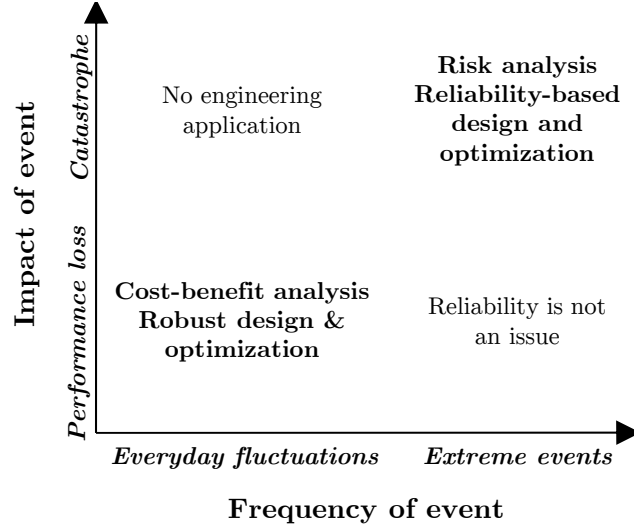 Impact of event
Catastrophe
Performance loss
No engineering
application
Risk analysis
Reliability-based
design and
optimization
Cost-benefit analysis
Robust design &
optimization
Reliability is not
an issue
Everyday fluctuations
Extreme events
Frequency of event